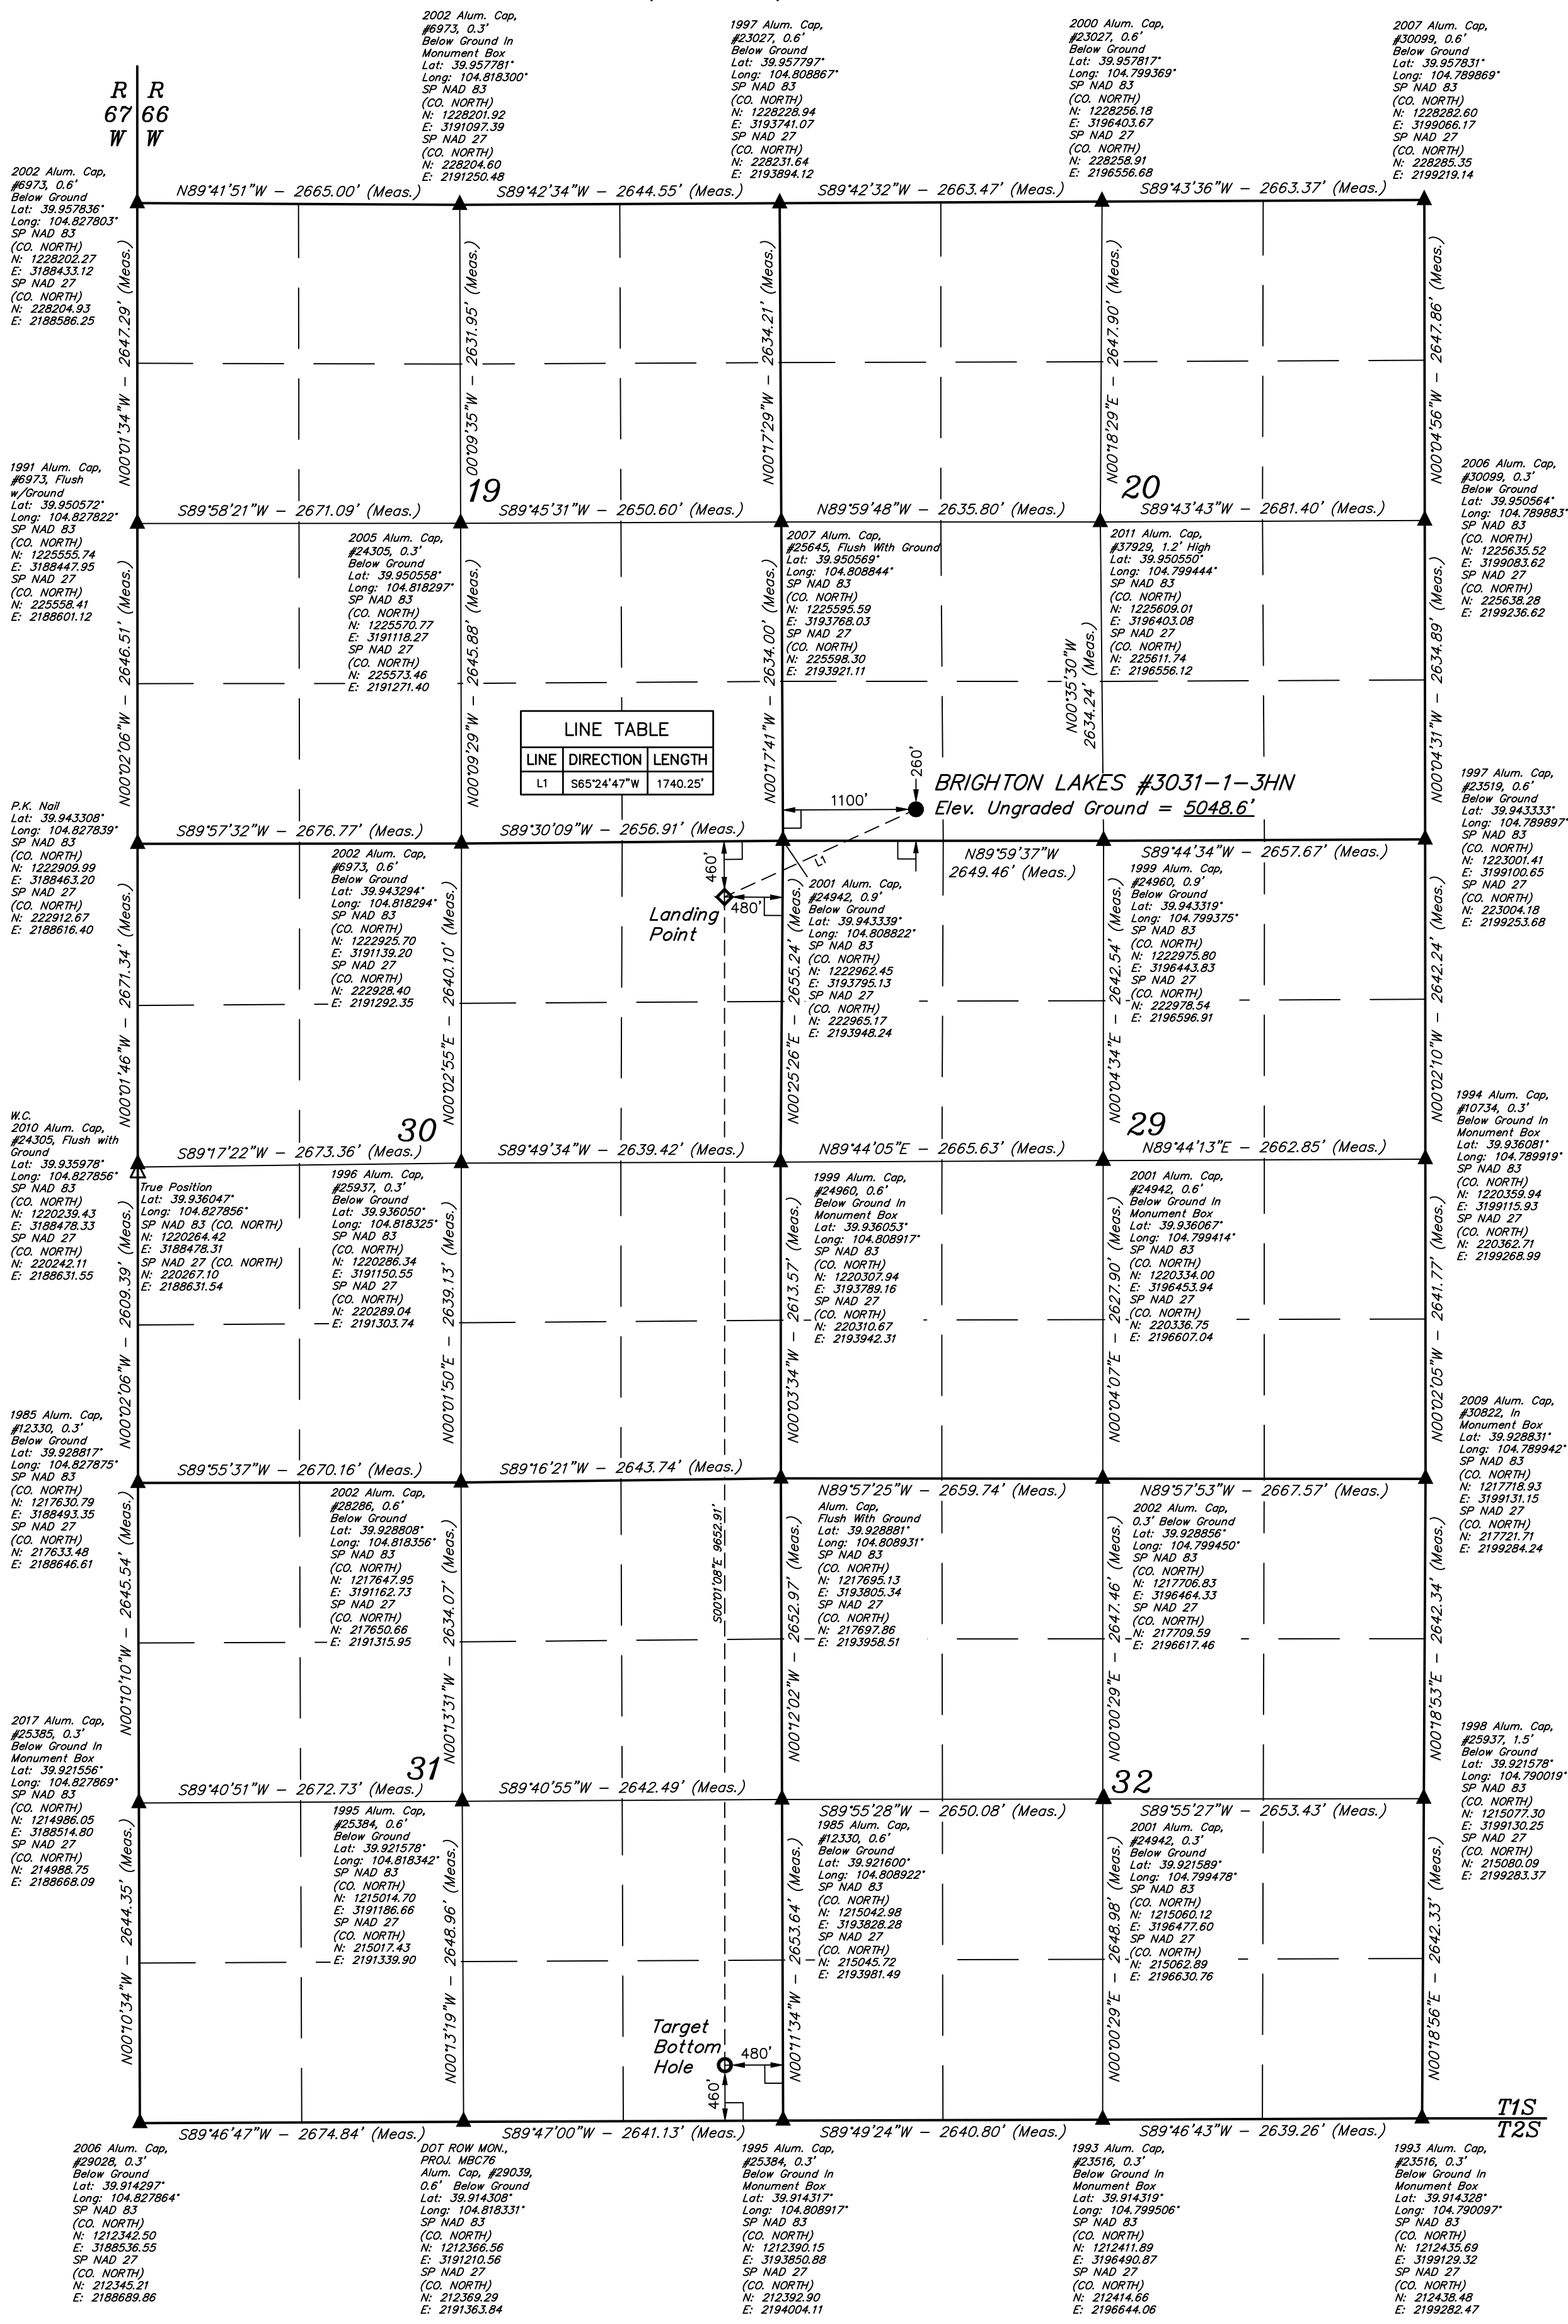 2002 Alum. Cap,
#6973, 0.3'
Below Ground In
Monument Box
Lat: 39.957781°
Long: 104.818300°
SP NAD 83
(CO. NORTH)
N: 1228201.92
E: 3191097.39
SP NAD 27
(CO. NORTH)
N: 228204.60
E: 2191250.48
1997 Alum. Cap,
#23027, 0.6'
Below Ground
Lat: 39.957797°
Long: 104.808867°
SP NAD 83
(CO. NORTH)
N: 1228228.94
E: 3193741.07
SP NAD 27
(CO. NORTH)
N: 228231.64
E: 2193894.12
2000 Alum. Cap,
#23027, 0.6'
Below Ground
Lat: 39.957817°
Long: 104.799369°
SP NAD 83
(CO. NORTH)
N: 1228256.18
E: 3196403.67
SP NAD 27
(CO. NORTH)
N: 228258.91
E: 2196556.68
2007 Alum. Cap,
#30099, 0.6'
Below Ground
Lat: 39.957831°
Long: 104.789869°
SP NAD 83
(CO. NORTH)
N: 1228282.60
E: 3199066.17
SP NAD 27
(CO. NORTH)
N: 228285.35
E: 2199219.14
R R
67 66
W W
2002 Alum. Cap,
#6973, 0.6'
Below Ground
Lat: 39.957836°
Long: 104.827803°
SP NAD 83
(CO. NORTH)
N: 1228202.27
E: 3188433.12
SP NAD 27
(CO. NORTH)
N: 228204.93
E: 2188586.25
N89°41'51"W - 2665.00' (Meas.)
S89°42'34"W - 2644.55' (Meas.)
S89°42'32"W - 2663.47' (Meas.)
S89°43'36"W - 2663.37' (Meas.)
N00°01'34"W - 2647.29' (Meas.)
00°09'35"W - 2631.95' (Meas.)
N00°17'29"W - 2634.21' (Meas.)
N00°18'29"E - 2647.90' (Meas.)
N00°04'56"W - 2647.86' (Meas.)
19
20
1991 Alum. Cap,
#6973, Flush
w/Ground
Lat: 39.950572°
Long: 104.827822°
SP NAD 83
(CO. NORTH)
N: 1225555.74
E: 3188447.95
SP NAD 27
(CO. NORTH)
N: 225558.41
E: 2188601.12
S89°58'21"W - 2671.09' (Meas.)
S89°45'31"W - 2650.60' (Meas.)
N89°59'48"W - 2635.80' (Meas.)
S89°43'43"W - 2681.40' (Meas.)
2005 Alum. Cap,
#24305, 0.3'
Below Ground
Lat: 39.950558°
Long: 104.818297°
SP NAD 83
(CO. NORTH)
N: 1225570.77
E: 3191118.27
SP NAD 27
(CO. NORTH)
N: 225573.46
E: 2191271.40
2007 Alum. Cap,
#25645, Flush With Ground
Lat: 39.950569°
Long: 104.808844°
SP NAD 83
(CO. NORTH)
N: 1225595.59
E: 3193768.03
SP NAD 27
(CO. NORTH)
N: 225598.30
E: 2193921.11
2011 Alum. Cap,
#37929, 1.2' High
Lat: 39.950550°
Long: 104.799444°
SP NAD 83
(CO. NORTH)
N: 1225609.01
E: 3196403.08
SP NAD 27
(CO. NORTH)
N: 225611.74
E: 2196556.12
2006 Alum. Cap,
#30099, 0.3'
Below Ground
Lat: 39.950564°
Long: 104.789883°
SP NAD 83
(CO. NORTH)
N: 1225635.52
E: 3199083.62
SP NAD 27
(CO. NORTH)
N: 225638.28
E: 2199236.62
N00°02'06"W - 2646.51' (Meas.)
N00°09'29"W - 2645.88' (Meas.)
N00°17'41"W - 2634.00' (Meas.)
N00°35'30"W
2634.24' (Meas.)
N00°04'31"W - 2634.89' (Meas.)
LINE TABLE
LINE DIRECTION LENGTH
L1 S65°24'47"W 1740.25'
260'
1100'
BRIGHTON LAKES #3031-1-3HN
Elev. Ungraded Ground = 5048.6'
P.K. Nail
Lat: 39.943308°
Long: 104.827839°
SP NAD 83
(CO. NORTH)
N: 1222909.99
E: 3188463.20
SP NAD 27
(CO. NORTH)
N: 222912.67
E: 2188616.40
S89°57'32"W - 2676.77' (Meas.)
S89°30'09"W - 2656.91' (Meas.)
N89°59'37"W
2649.46' (Meas.)
S89°44'34"W - 2657.67' (Meas.)
1997 Alum. Cap,
#23519, 0.6'
Below Ground
Lat: 39.943333°
Long: 104.789897°
SP NAD 83
(CO. NORTH)
N: 1223001.41
E: 3199100.65
SP NAD 27
(CO. NORTH)
N: 223004.18
E: 2199253.68
2002 Alum. Cap,
#6973, 0.6'
Below Ground
Lat: 39.943294°
Long: 104.818294°
SP NAD 83
(CO. NORTH)
N: 1222925.70
E: 3191139.20
SP NAD 27
(CO. NORTH)
N: 222928.40
E: 2191292.35
L1
460'
480'
Landing
Point
2001 Alum. Cap,
#24942, 0.9'
Below Ground
Lat: 39.943339°
Long: 104.808822°
SP NAD 83
(CO. NORTH)
N: 1222962.45
E: 3193795.13
SP NAD 27
(CO. NORTH)
N: 222965.17
E: 2193948.24
1999 Alum. Cap,
#24960, 0.9'
Below Ground
Lat: 39.943319°
Long: 104.799375°
SP NAD 83
(CO. NORTH)
N: 1222975.80
E: 3196443.83
SP NAD 27
(CO. NORTH)
N: 222978.54
E: 2196596.91
N00°01'46"W - 2671.34' (Meas.)
N00°02'55"E - 2640.10' (Meas.)
N00°25'26"E - 2655.24' (Meas.)
N00°04'34"E - 2642.54' (Meas.)
N00°02'10"W - 2642.24' (Meas.)
30
29
W.C.
2010 Alum. Cap,
#24305, Flush with
Ground
Lat: 39.935978°
Long: 104.827856°
SP NAD 83
(CO. NORTH)
N: 1220239.43
E: 3188478.33
SP NAD 27
(CO. NORTH)
N: 220242.11
E: 2188631.55
S89°17'22"W - 2673.36' (Meas.)
S89°49'34"W - 2639.42' (Meas.)
N89°44'05"E - 2665.63' (Meas.)
N89°44'13"E - 2662.85' (Meas.)
True Position
Lat: 39.936047°
Long: 104.827856°
SP NAD 83 (CO. NORTH)
N: 1220264.42
E: 3188478.31
SP NAD 27 (CO. NORTH)
N: 220267.10
E: 2188631.54
1996 Alum. Cap,
#25937, 0.3'
Below Ground
Lat: 39.936050°
Long: 104.818325°
SP NAD 83
(CO. NORTH)
N: 1220286.34
E: 3191150.55
SP NAD 27
(CO. NORTH)
N: 220289.04
E: 2191303.74
1999 Alum. Cap,
#24960, 0.6'
Below Ground In
Monument Box
Lat: 39.936053°
Long: 104.808917°
SP NAD 83
(CO. NORTH)
N: 1220307.94
E: 3193789.16
SP NAD 27
(CO. NORTH)
N: 220310.67
E: 2193942.31
2001 Alum. Cap,
#24942, 0.6'
Below Ground In
Monument Box
Lat: 39.936067°
Long: 104.799414°
SP NAD 83
(CO. NORTH)
N: 1220334.00
E: 3196453.94
SP NAD 27
(CO. NORTH)
N: 220336.75
E: 2196607.04
1994 Alum. Cap,
#10734, 0.3'
Below Ground In
Monument Box
Lat: 39.936081°
Long: 104.789919°
SP NAD 83
(CO. NORTH)
N: 1220359.94
E: 3199115.93
SP NAD 27
(CO. NORTH)
N: 220362.71
E: 2199268.99
N00°02'06"W - 2609.39' (Meas.)
N00°01'50"E - 2639.13' (Meas.)
N00°03'34"W - 2613.57' (Meas.)
N00°04'07"E - 2627.90' (Meas.)
N00°02'05"W - 2641.77' (Meas.)
1985 Alum. Cap,
#12330, 0.3'
Below Ground
Lat: 39.928817°
Long: 104.827875°
SP NAD 83
(CO. NORTH)
N: 1217630.79
E: 3188493.35
SP NAD 27
(CO. NORTH)
N: 217633.48
E: 2188646.61
S89°55'37"W - 2670.16' (Meas.)
S89°16'21"W - 2643.74' (Meas.)
N89°57'25"W - 2659.74' (Meas.)
N89°57'53"W - 2667.57' (Meas.)
2002 Alum. Cap,
#28286, 0.6'
Below Ground
Lat: 39.928808°
Long: 104.818356°
SP NAD 83
(CO. NORTH)
N: 1217647.95
E: 3191162.73
SP NAD 27
(CO. NORTH)
N: 217650.66
E: 2191315.95
Alum. Cap,
Flush With Ground
Lat: 39.928881°
Long: 104.808931°
SP NAD 83
(CO. NORTH)
N: 1217695.13
E: 3193805.34
SP NAD 27
(CO. NORTH)
N: 217697.86
E: 2193958.51
2002 Alum. Cap,
0.3' Below Ground
Lat: 39.928856°
Long: 104.799450°
SP NAD 83
(CO. NORTH)
N: 1217706.83
E: 3196464.33
SP NAD 27
(CO. NORTH)
N: 217709.59
E: 2196617.46
2009 Alum. Cap,
#30822, In
Monument Box
Lat: 39.928831°
Long: 104.789942°
SP NAD 83
(CO. NORTH)
N: 1217718.93
E: 3199131.15
SP NAD 27
(CO. NORTH)
N: 217721.71
E: 2199284.24
N00°10'10"W - 2645.54' (Meas.)
N00°13'31"W - 2634.07' (Meas.)
S00°01'08"E 9652.91'
N00°12'02"W - 2652.97' (Meas.)
N00°00'29"E - 2647.46' (Meas.)
N00°18'53"E - 2642.34' (Meas.)
31
32
2017 Alum. Cap,
#25385, 0.3'
Below Ground In
Monument Box
Lat: 39.921556°
Long: 104.827869°
SP NAD 83
(CO. NORTH)
N: 1214986.05
E: 3188514.80
SP NAD 27
(CO. NORTH)
N: 214988.75
E: 2188668.09
S89°40'51"W - 2672.73' (Meas.)
S89°40'55"W - 2642.49' (Meas.)
S89°55'28"W - 2650.08' (Meas.)
S89°55'27"W - 2653.43' (Meas.)
1995 Alum. Cap,
#25384, 0.6'
Below Ground
Lat: 39.921578°
Long: 104.818342°
SP NAD 83
(CO. NORTH)
N: 1215014.70
E: 3191186.66
SP NAD 27
(CO. NORTH)
N: 215017.43
E: 2191339.90
1985 Alum. Cap,
#12330, 0.6'
Below Ground
Lat: 39.921600°
Long: 104.808922°
SP NAD 83
(CO. NORTH)
N: 1215042.98
E: 3193828.28
SP NAD 27
(CO. NORTH)
N: 215045.72
E: 2193981.49
2001 Alum. Cap,
#24942, 0.3'
Below Ground
Lat: 39.921589°
Long: 104.799478°
SP NAD 83
(CO. NORTH)
N: 1215060.12
E: 3196477.60
SP NAD 27
(CO. NORTH)
N: 215062.89
E: 2196630.76
1998 Alum. Cap,
#25937, 1.5'
Below Ground
Lat: 39.921578°
Long: 104.790019°
SP NAD 83
(CO. NORTH)
N: 1215077.30
E: 3199130.25
SP NAD 27
(CO. NORTH)
N: 215080.09
E: 2199283.37
N00°10'34"W - 2644.35' (Meas.)
N00°13'19"W - 2648.96' (Meas.)
N00°11'34"W - 2653.64' (Meas.)
N00°00'29"E - 2648.98' (Meas.)
N00°18'56"E - 2642.33' (Meas.)
Target
Bottom
Hole
480'
460'
T1S
T2S
S89°46'47"W - 2674.84' (Meas.)
S89°47'00"W - 2641.13' (Meas.)
S89°49'24"W - 2640.80' (Meas.)
S89°46'43"W - 2639.26' (Meas.)
2006 Alum. Cap,
#29028, 0.3'
Below Ground
Lat: 39.914297°
Long: 104.827864°
SP NAD 83
(CO. NORTH)
N: 1212342.50
E: 3188536.55
SP NAD 27
(CO. NORTH)
N: 212345.21
E: 2188689.86
DOT ROW MON.,
PROJ. MBC76
Alum. Cap, #29039,
0.6' Below Ground
Lat: 39.914308°
Long: 104.818331°
SP NAD 83
(CO. NORTH)
N: 1212366.56
E: 3191210.56
SP NAD 27
(CO. NORTH)
N: 212369.29
E: 2191363.84
1995 Alum. Cap,
#25384, 0.3'
Below Ground In
Monument Box
Lat: 39.914317°
Long: 104.808917°
SP NAD 83
(CO. NORTH)
N: 1212390.15
E: 3193850.88
SP NAD 27
(CO. NORTH)
N: 212392.90
E: 2194004.11
1993 Alum. Cap,
#23516, 0.3'
Below Ground In
Monument Box
Lat: 39.914319°
Long: 104.799506°
SP NAD 83
(CO. NORTH)
N: 1212411.89
E: 3196490.87
SP NAD 27
(CO. NORTH)
N: 212414.66
E: 2196644.06
1993 Alum. Cap,
#23516, 0.3'
Below Ground In
Monument Box
Lat: 39.914328°
Long: 104.790097°
SP NAD 83
(CO. NORTH)
N: 1212435.69
E: 3199129.32
SP NAD 27
(CO. NORTH)
N: 212438.48
E: 2199282.47